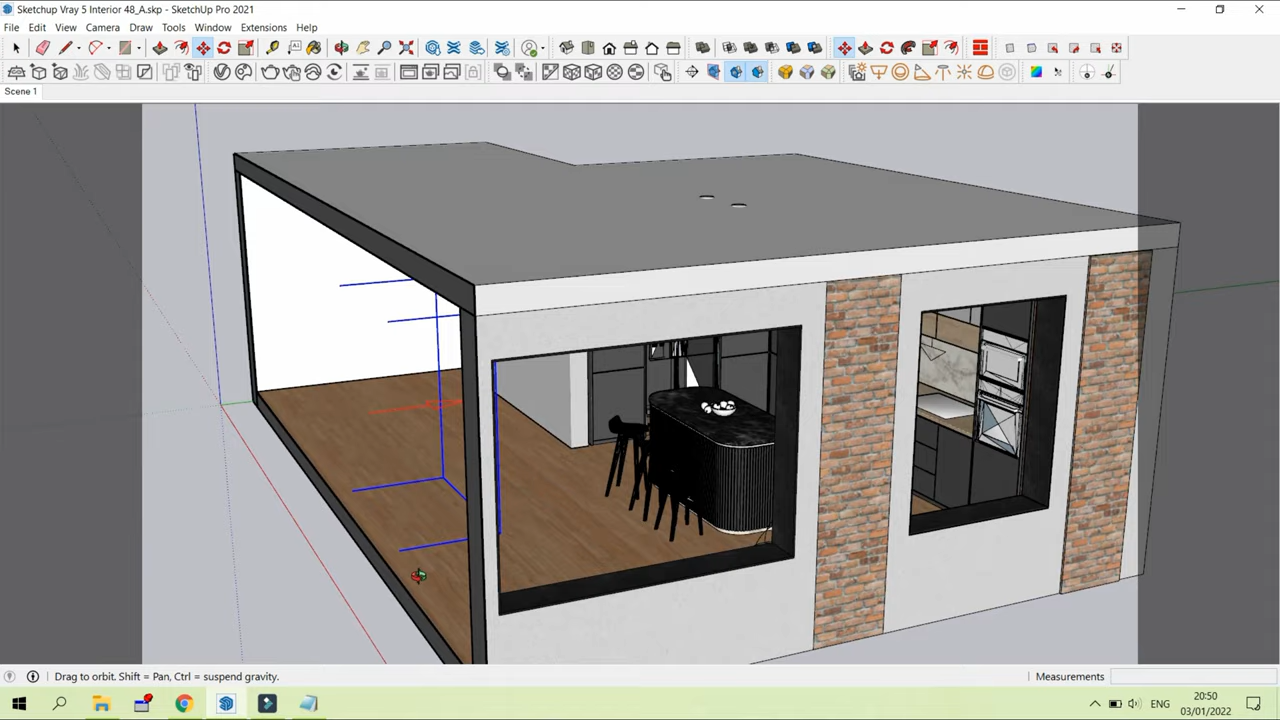 Sketchup Vray 5 Interior 48_A.skp - SketchUp Pro 2021
File Edit View Camera Draw Tools Window Extensions Help
Scene 1
Drag to orbit. Shift = Pan, Ctrl = suspend gravity.
Measurements
ENG
20:50
03/01/2022